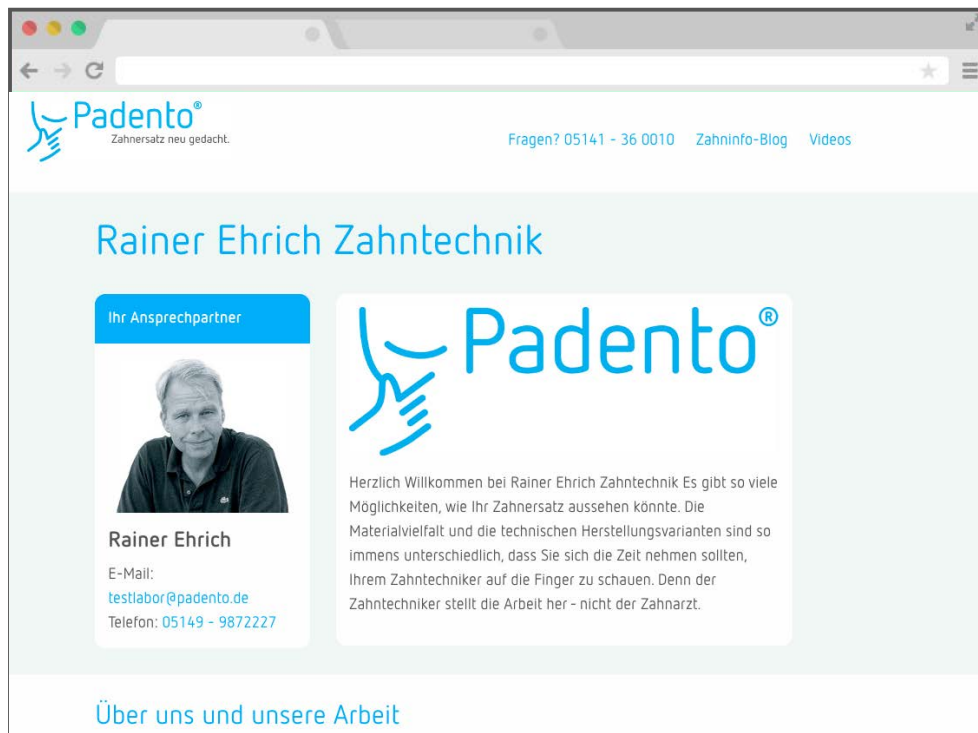 Padento®
Zahnersatz neu gedacht.
Fragen? 05141 - 36 0010 Zahninfo-Blog Videos
Rainer Ehrich Zahntechnik
Ihr Ansprechpartner
Rainer Ehrich
E-Mail:
testlabor@padento.de
Telefon: 05149 - 9872227
Padento®
Herzlich Willkommen bei Rainer Ehrich Zahntechnik Es gibt so viele
Möglichkeiten, wie Ihr Zahnersatz aussehen könnte. Die
Materialvielfalt und die technischen Herstellungsvarianten sind so
immens unterschiedlich, dass Sie sich die Zeit nehmen sollten,
Ihrem Zahntechniker auf die Finger zu schauen. Denn der
Zahntechniker stellt die Arbeit her - nicht der Zahnarzt.
Über uns und unsere Arbeit